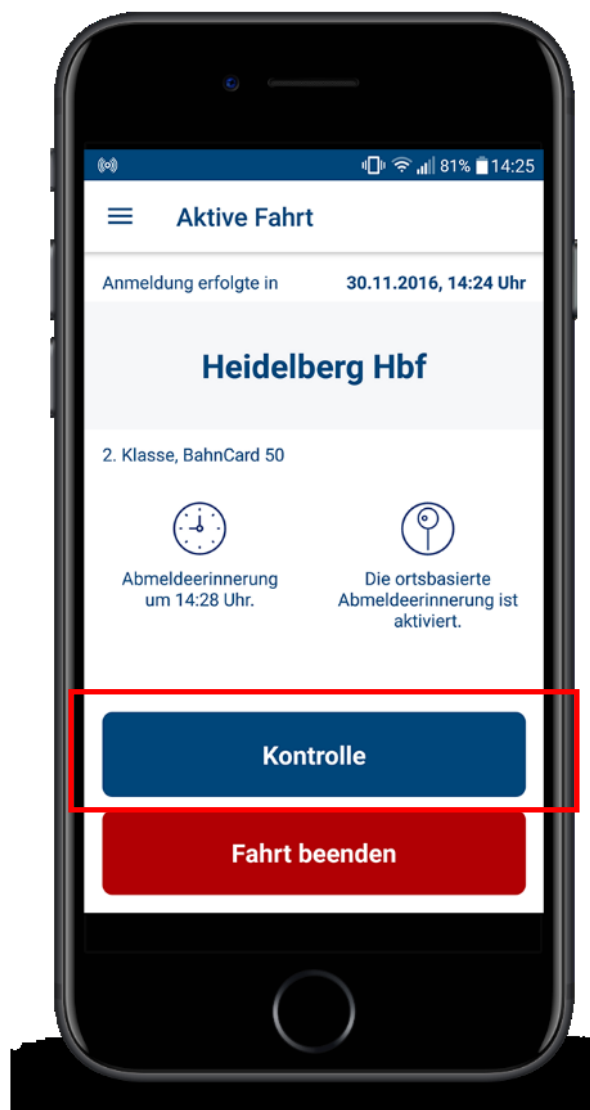 81% 14:25
Aktive Fahrt
Anmeldung erfolgte in 30.11.2016, 14:24 Uhr
Heidelberg Hbf
2. Klasse, BahnCard 50
Abmeldeerinnerung
um 14:28 Uhr.
Die ortsbasierte
Abmeldeerinnerung ist
aktiviert.
Kontrolle
Fahrt beenden